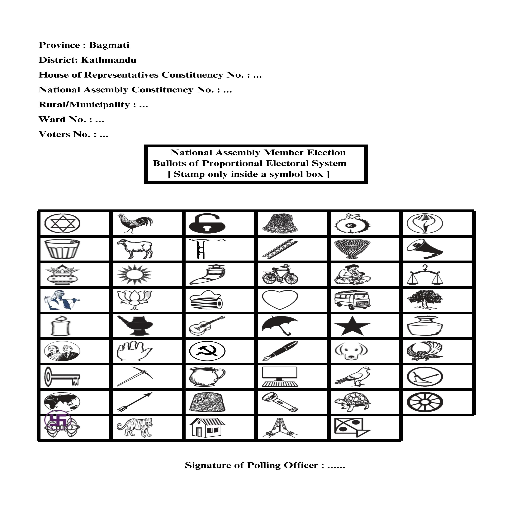 Province : Bagmati
District: Kathmandu
House of Representatives Constituency No. : ...
National Assembly Constituency No. : ...
Rural/Municipality : ...
Ward No. : ...
Voters No. : ...
National Assembly Member Election
Ballots of Proportional Electoral System
[ Stamp only inside a symbol box ]
Signature of Polling Officer : ......